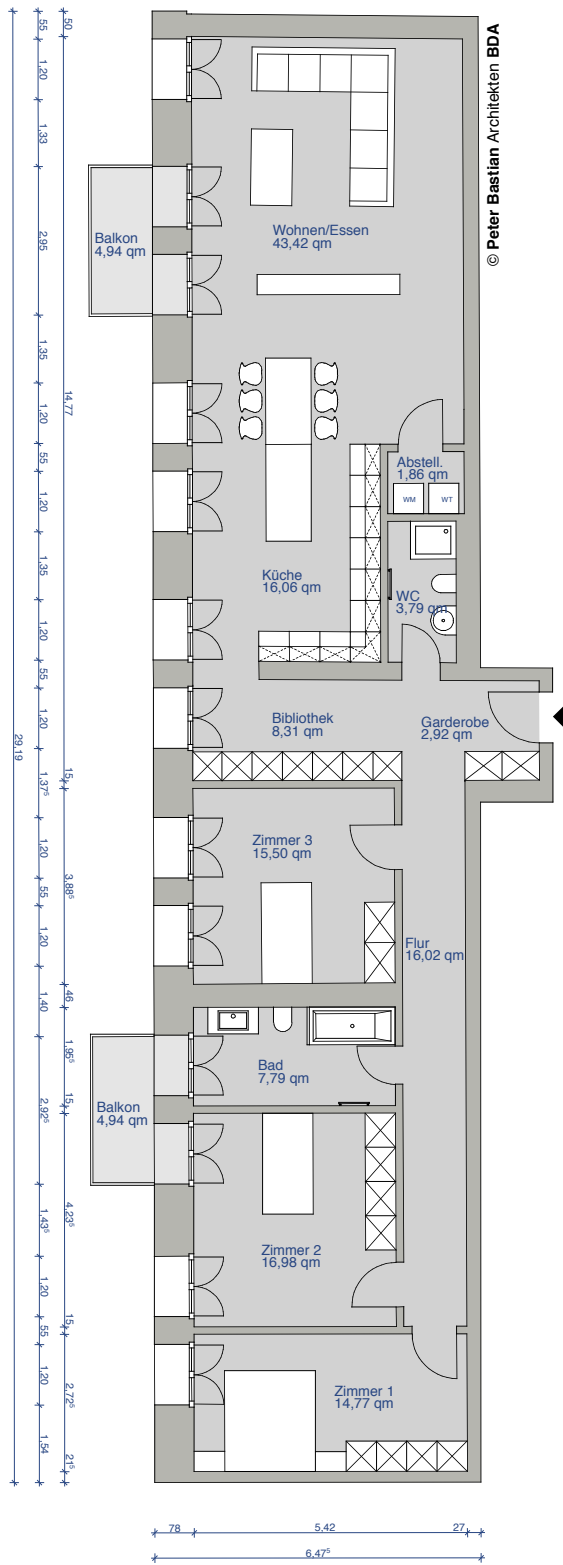 © Peter Bastian Architekten BDA
Balkon
4,94 qm
Wohnen/Essen
43,42 qm
Abstell.
1,86 qm
WM
WT
Küche
16,06 qm
WC
3,79 qm
Bibliothek
8,31 qm
Garderobe
2,92 qm
Zimmer 3
15,50 qm
Flur
16,02 qm
Bad
7,79 qm
Balkon
4,94 qm
Zimmer 2
16,98 qm
Zimmer 1
14,77 qm
50
14,77
15
3,88⁵
46
1,95⁵
15
4,23⁵
15
2,72⁵
21⁵
55
1,20
1,33
2,95
1,35
1,20
55
1,20
1,35
1,20
55
1,20
1,37⁵
1,20
55
1,20
1,40
2,92⁵
1,43⁵
1,20
55
1,20
1,54
29,19
78
5,42
27
6,47⁵